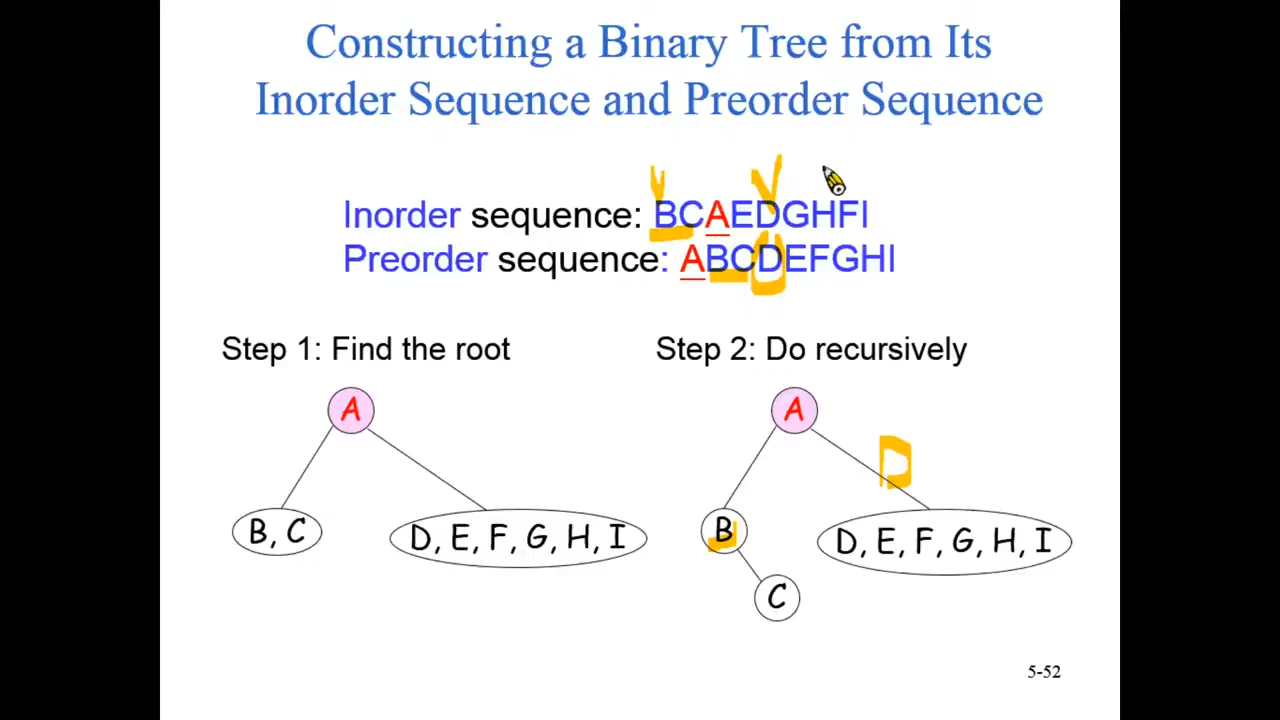 Constructing a Binary Tree from Its
Inorder Sequence and Preorder Sequence
Inorder sequence: BCAEDGHFI
Preorder sequence: ABCDEFGHI
Step 1: Find the root
Step 2: Do recursively
A
B, C
D, E, F, G, H, I
A
D
B
D, E, F, G, H, I
C
5-52